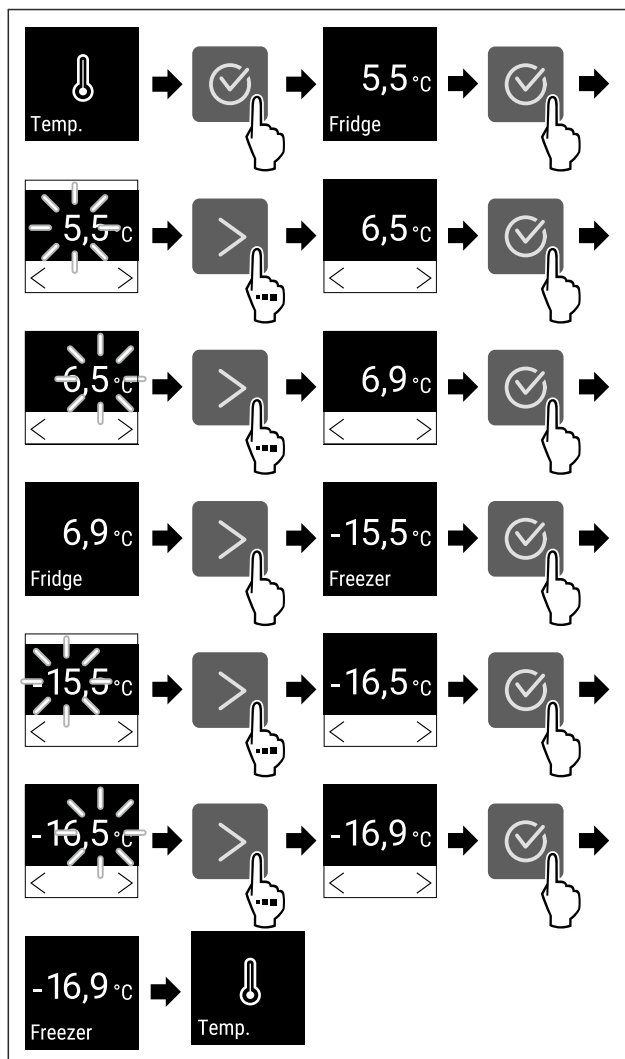 Temp.
5,5 °C
Fridge
5,5 °C
< >
>
6,5 °C
< >
6,5 °C
< >
>
6,9 °C
< >
6,9 °C
Fridge
>
-15,5 °C
Freezer
-15,5 °C
< >
>
-16,5 °C
< >
-16,5 °C
< >
>
-16,9 °C
< >
-16,9 °C
Freezer
Temp.